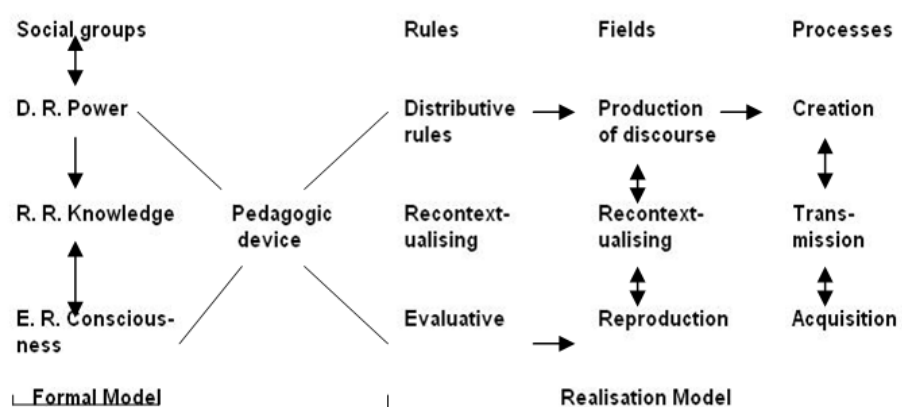 Social groups Rules Fields Processes
D. R. Power Distributive rules Production of discourse Creation
R. R. Knowledge Pedagogic device Recontext-ualising Recontext-ualising Trans-mission
E. R. Conscious-ness Evaluative Reproduction Acquisition
Formal Model Realisation Model